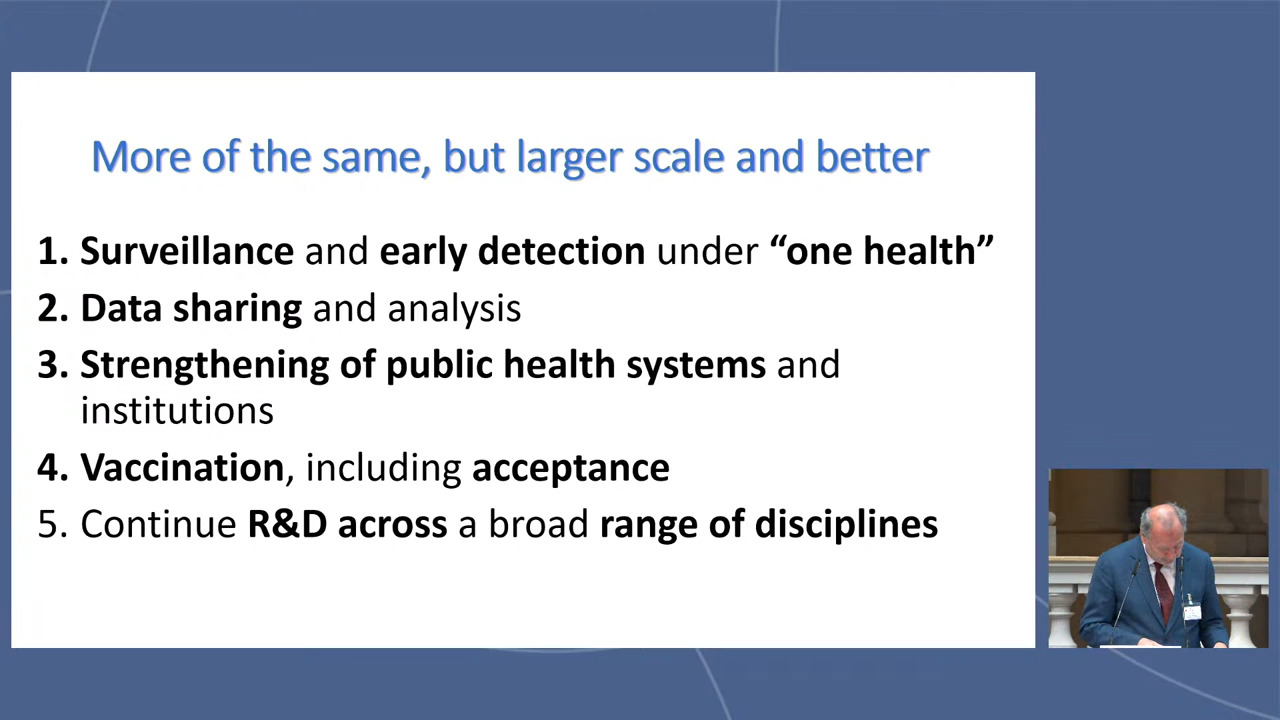 More of the same, but larger scale and better
1. Surveillance and early detection under “one health”
2. Data sharing and analysis
3. Strengthening of public health systems and
institutions
4. Vaccination, including acceptance
5. Continue R&D across a broad range of disciplines